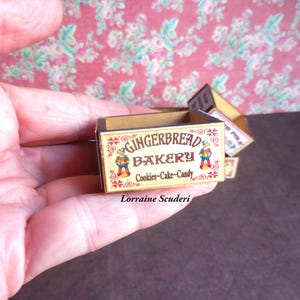 GINGERBREAD
BAKERY
Cookies~Cake~Candy
Lorraine Scuderi